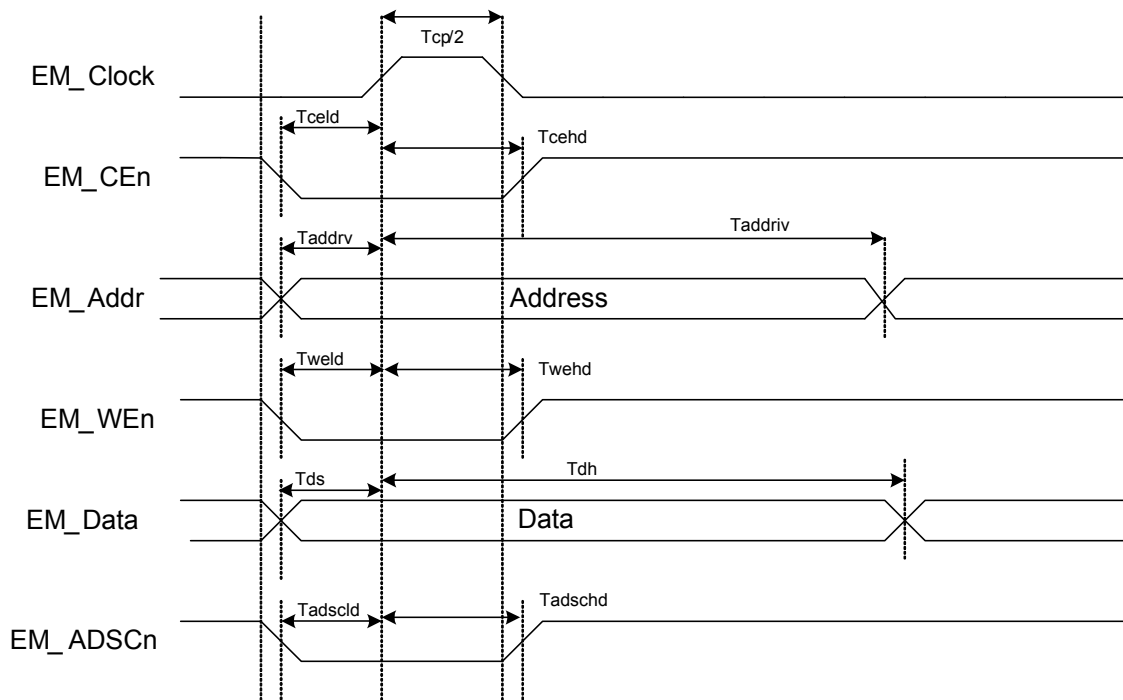 Tcp/2
EM_Clock
Tceld
Tcehd
EM_CEn
Taddrv
Taddriv
EM_Addr
Address
Tweld
Twehd
EM_WEn
Tds
Tdh
EM_Data
Data
Tadscld
Tadschd
EM_ADSCn